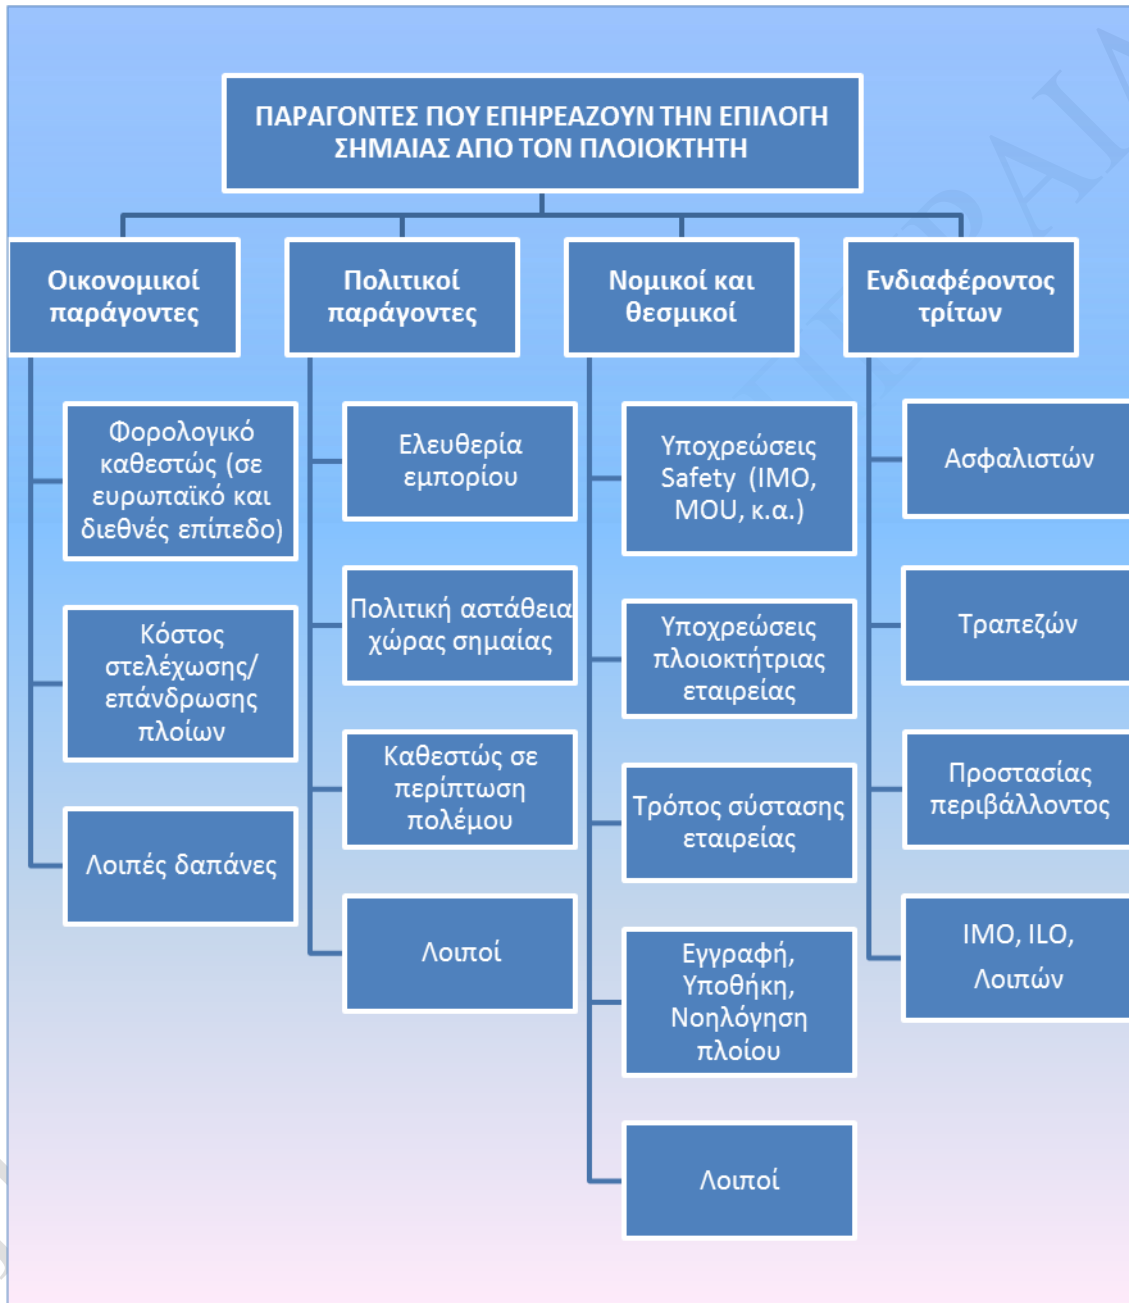 ΠΑΡΑΓΟΝΤΕΣ ΠΟΥ ΕΠΗΡΕΑΖΟΥΝ ΤΗΝ ΕΠΙΛΟΓΗ
ΣΗΜΑΙΑΣ ΑΠΟ ΤΟΝ ΠΛΟΙΟΚΤΗΤΗ
Οικονομικοί
παράγοντες
Φορολογικό
καθεστώς (σε
ευρωπαϊκό και
διεθνές επίπεδο)
Κόστος
στελέχωσης/
επάνδρωσης
πλοίων
Λοιπές δαπάνες
Πολιτικοί
παράγοντες
Ελευθερία
εμπορίου
Πολιτική αστάθεια
χώρας σημαίας
Καθεστώς σε
περίπτωση
πολέμου
Λοιποί
Νομικοί και
θεσμικοί
Υποχρεώσεις
Safety (IMO,
MOU, κ.α.)
Υποχρεώσεις
πλοιοκτήτριας
εταιρείας
Τρόπος σύστασης
εταιρείας
Εγγραφή,
Υποθήκη,
Νοηλόγηση
πλοίου
Λοιποί
Ενδιαφέροντος
τρίτων
Ασφαλιστών
Τραπεζών
Προστασίας
περιβάλλοντος
IMO, ILO,
Λοιπών